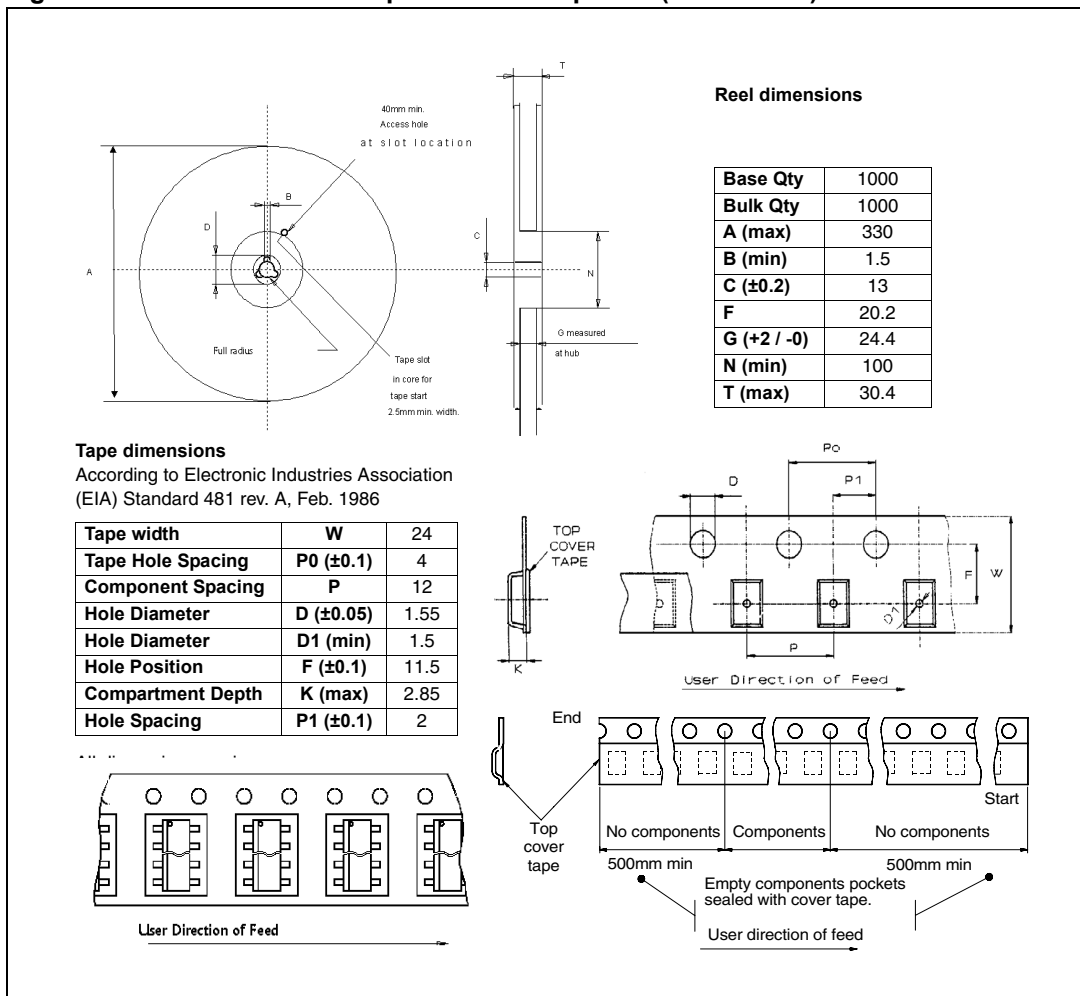 T
40mm min.
Access hole
at slot location
B
D
A
C
N
G measured
at hub
Full radius
Tape slot
in core for
tape start
2.5mm min. width.
Reel dimensions
Base Qty 1000
Bulk Qty 1000
A (max) 330
B (min) 1.5
C (±0.2) 13
F 20.2
G (+2 / -0) 24.4
N (min) 100
T (max) 30.4
Tape dimensions
According to Electronic Industries Association
(EIA) Standard 481 rev. A, Feb. 1986
Tape width W 24
Tape Hole Spacing P0 (±0.1) 4
Component Spacing P 12
Hole Diameter D (±0.05) 1.55
Hole Diameter D1 (min) 1.5
Hole Position F (±0.1) 11.5
Compartment Depth K (max) 2.85
Hole Spacing P1 (±0.1) 2
TOP
COVER
TAPE
K
Po
D
P1
F
W
D1
P
User Direction of Feed
End
Start
Top
cover
tape
No components
Components
No components
500mm min
500mm min
Empty components pockets
sealed with cover tape.
User direction of feed
User Direction of Feed